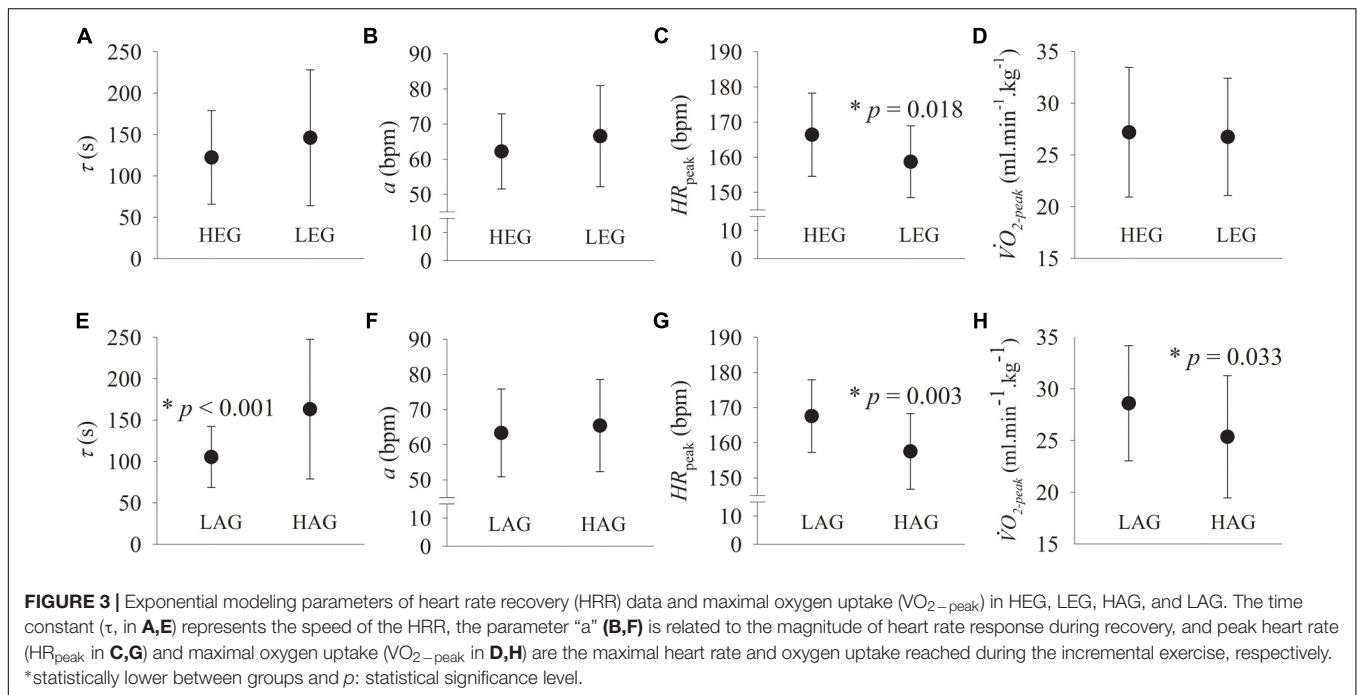 A
B
C
D
250
200
150
100
50
0
τ (s)
HEG LEG
90
80
70
60
50
10
0
a (bpm)
HEG LEG
190
180
170
160
150
10
0
HRpeak (bpm)
* p = 0.018
HEG LEG
35
30
25
20
15
V̇O2-peak (ml.min-1.kg-1)
HEG LEG
E
F
G
H
250
200
150
100
50
0
τ (s)
* p < 0.001
LAG HAG
90
80
70
60
50
10
0
a (bpm)
LAG HAG
190
180
170
160
150
10
0
HRpeak (bpm)
* p = 0.003
LAG HAG
35
30
25
20
15
V̇O2-peak (ml.min-1.kg-1)
* p = 0.033
LAG HAG
FIGURE 3 | Exponential modeling parameters of heart rate recovery (HRR) data and maximal oxygen uptake (VO2−peak) in HEG, LEG, HAG, and LAG. The time
constant (τ, in A,E) represents the speed of the HRR, the parameter “a” (B,F) is related to the magnitude of heart rate response during recovery, and peak heart rate
(HRpeak in C,G) and maximal oxygen uptake (VO2−peak in D,H) are the maximal heart rate and oxygen uptake reached during the incremental exercise, respectively.
*statistically lower between groups and p: statistical significance level.